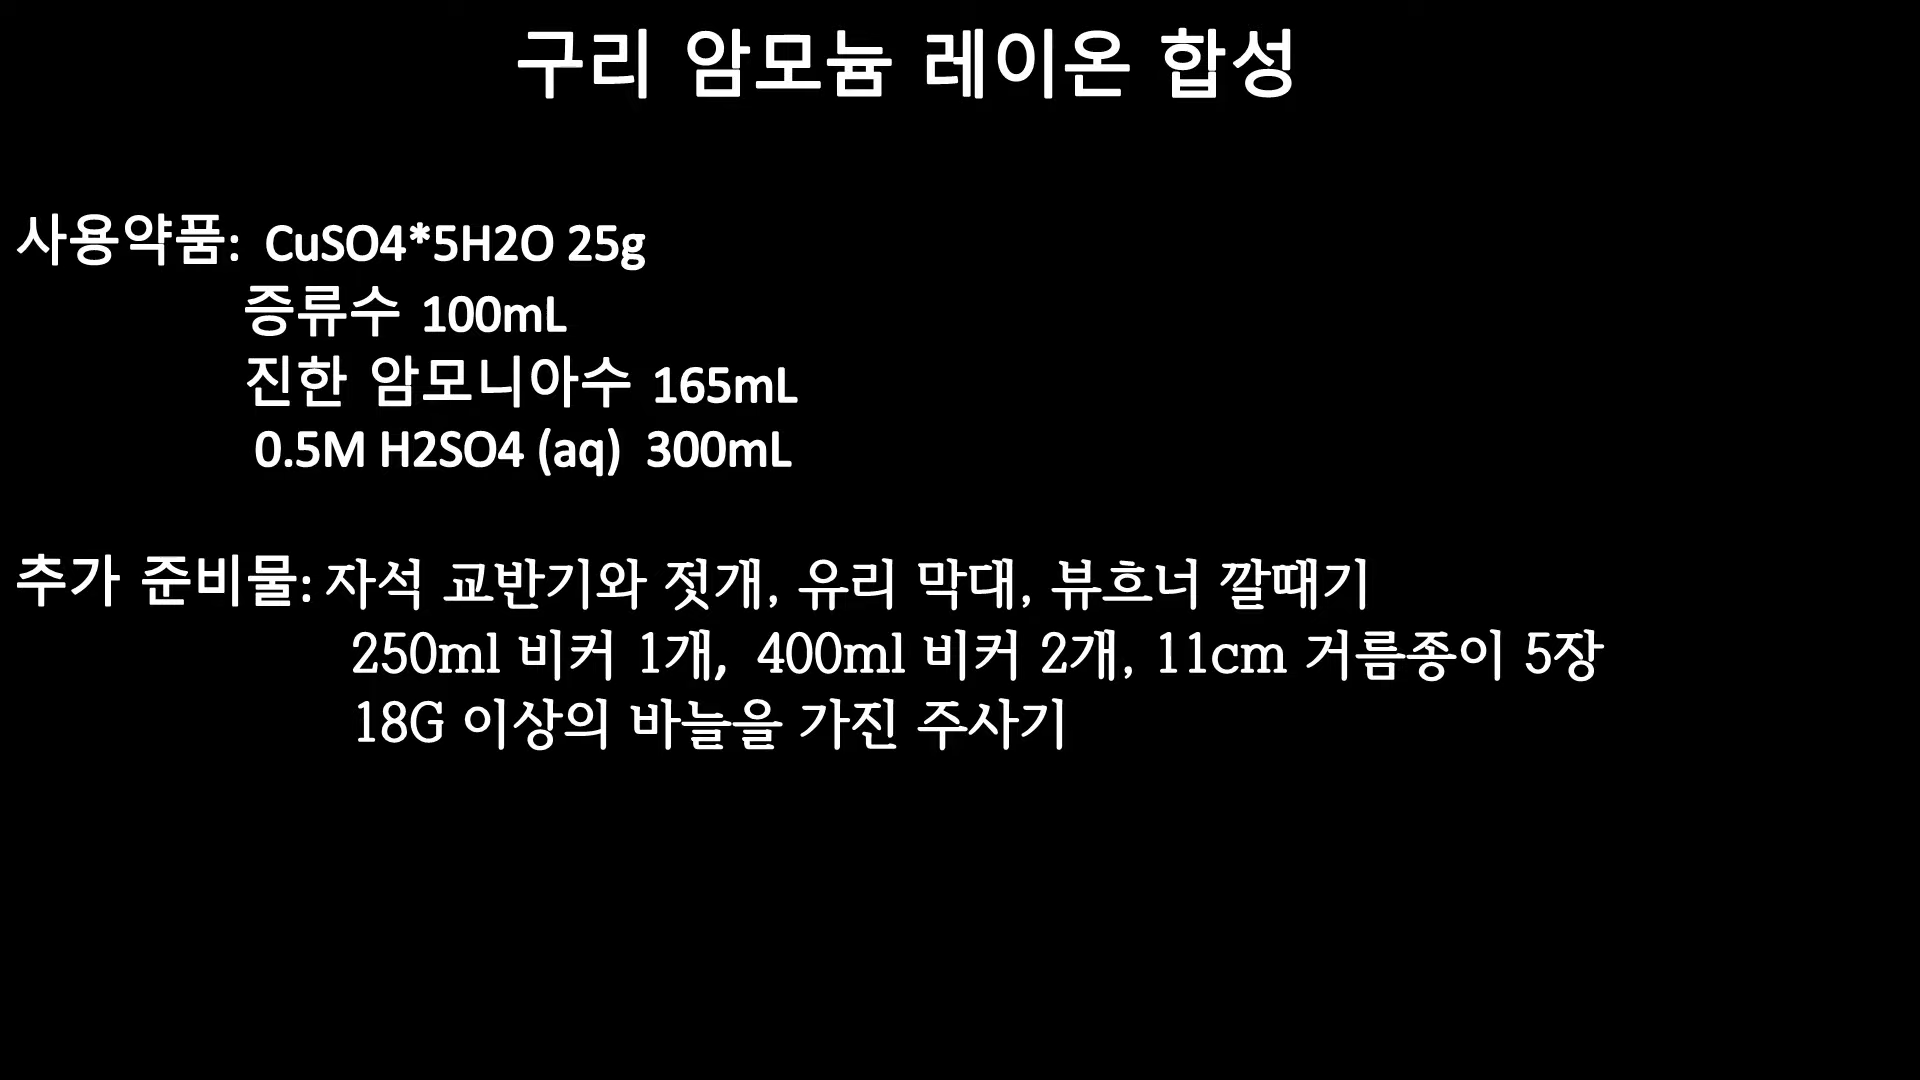 구리 암모늄 레이온 합성
사용약품: CuSO4*5H2O 25g
증류수 100mL
진한 암모니아수 165mL
0.5M H2SO4 (aq) 300mL
추가 준비물: 자석 교반기와 젓개, 유리 막대, 뷰흐너 깔때기
250ml 비커 1개, 400ml 비커 2개, 11cm 거름종이 5장
18G 이상의 바늘을 가진 주사기